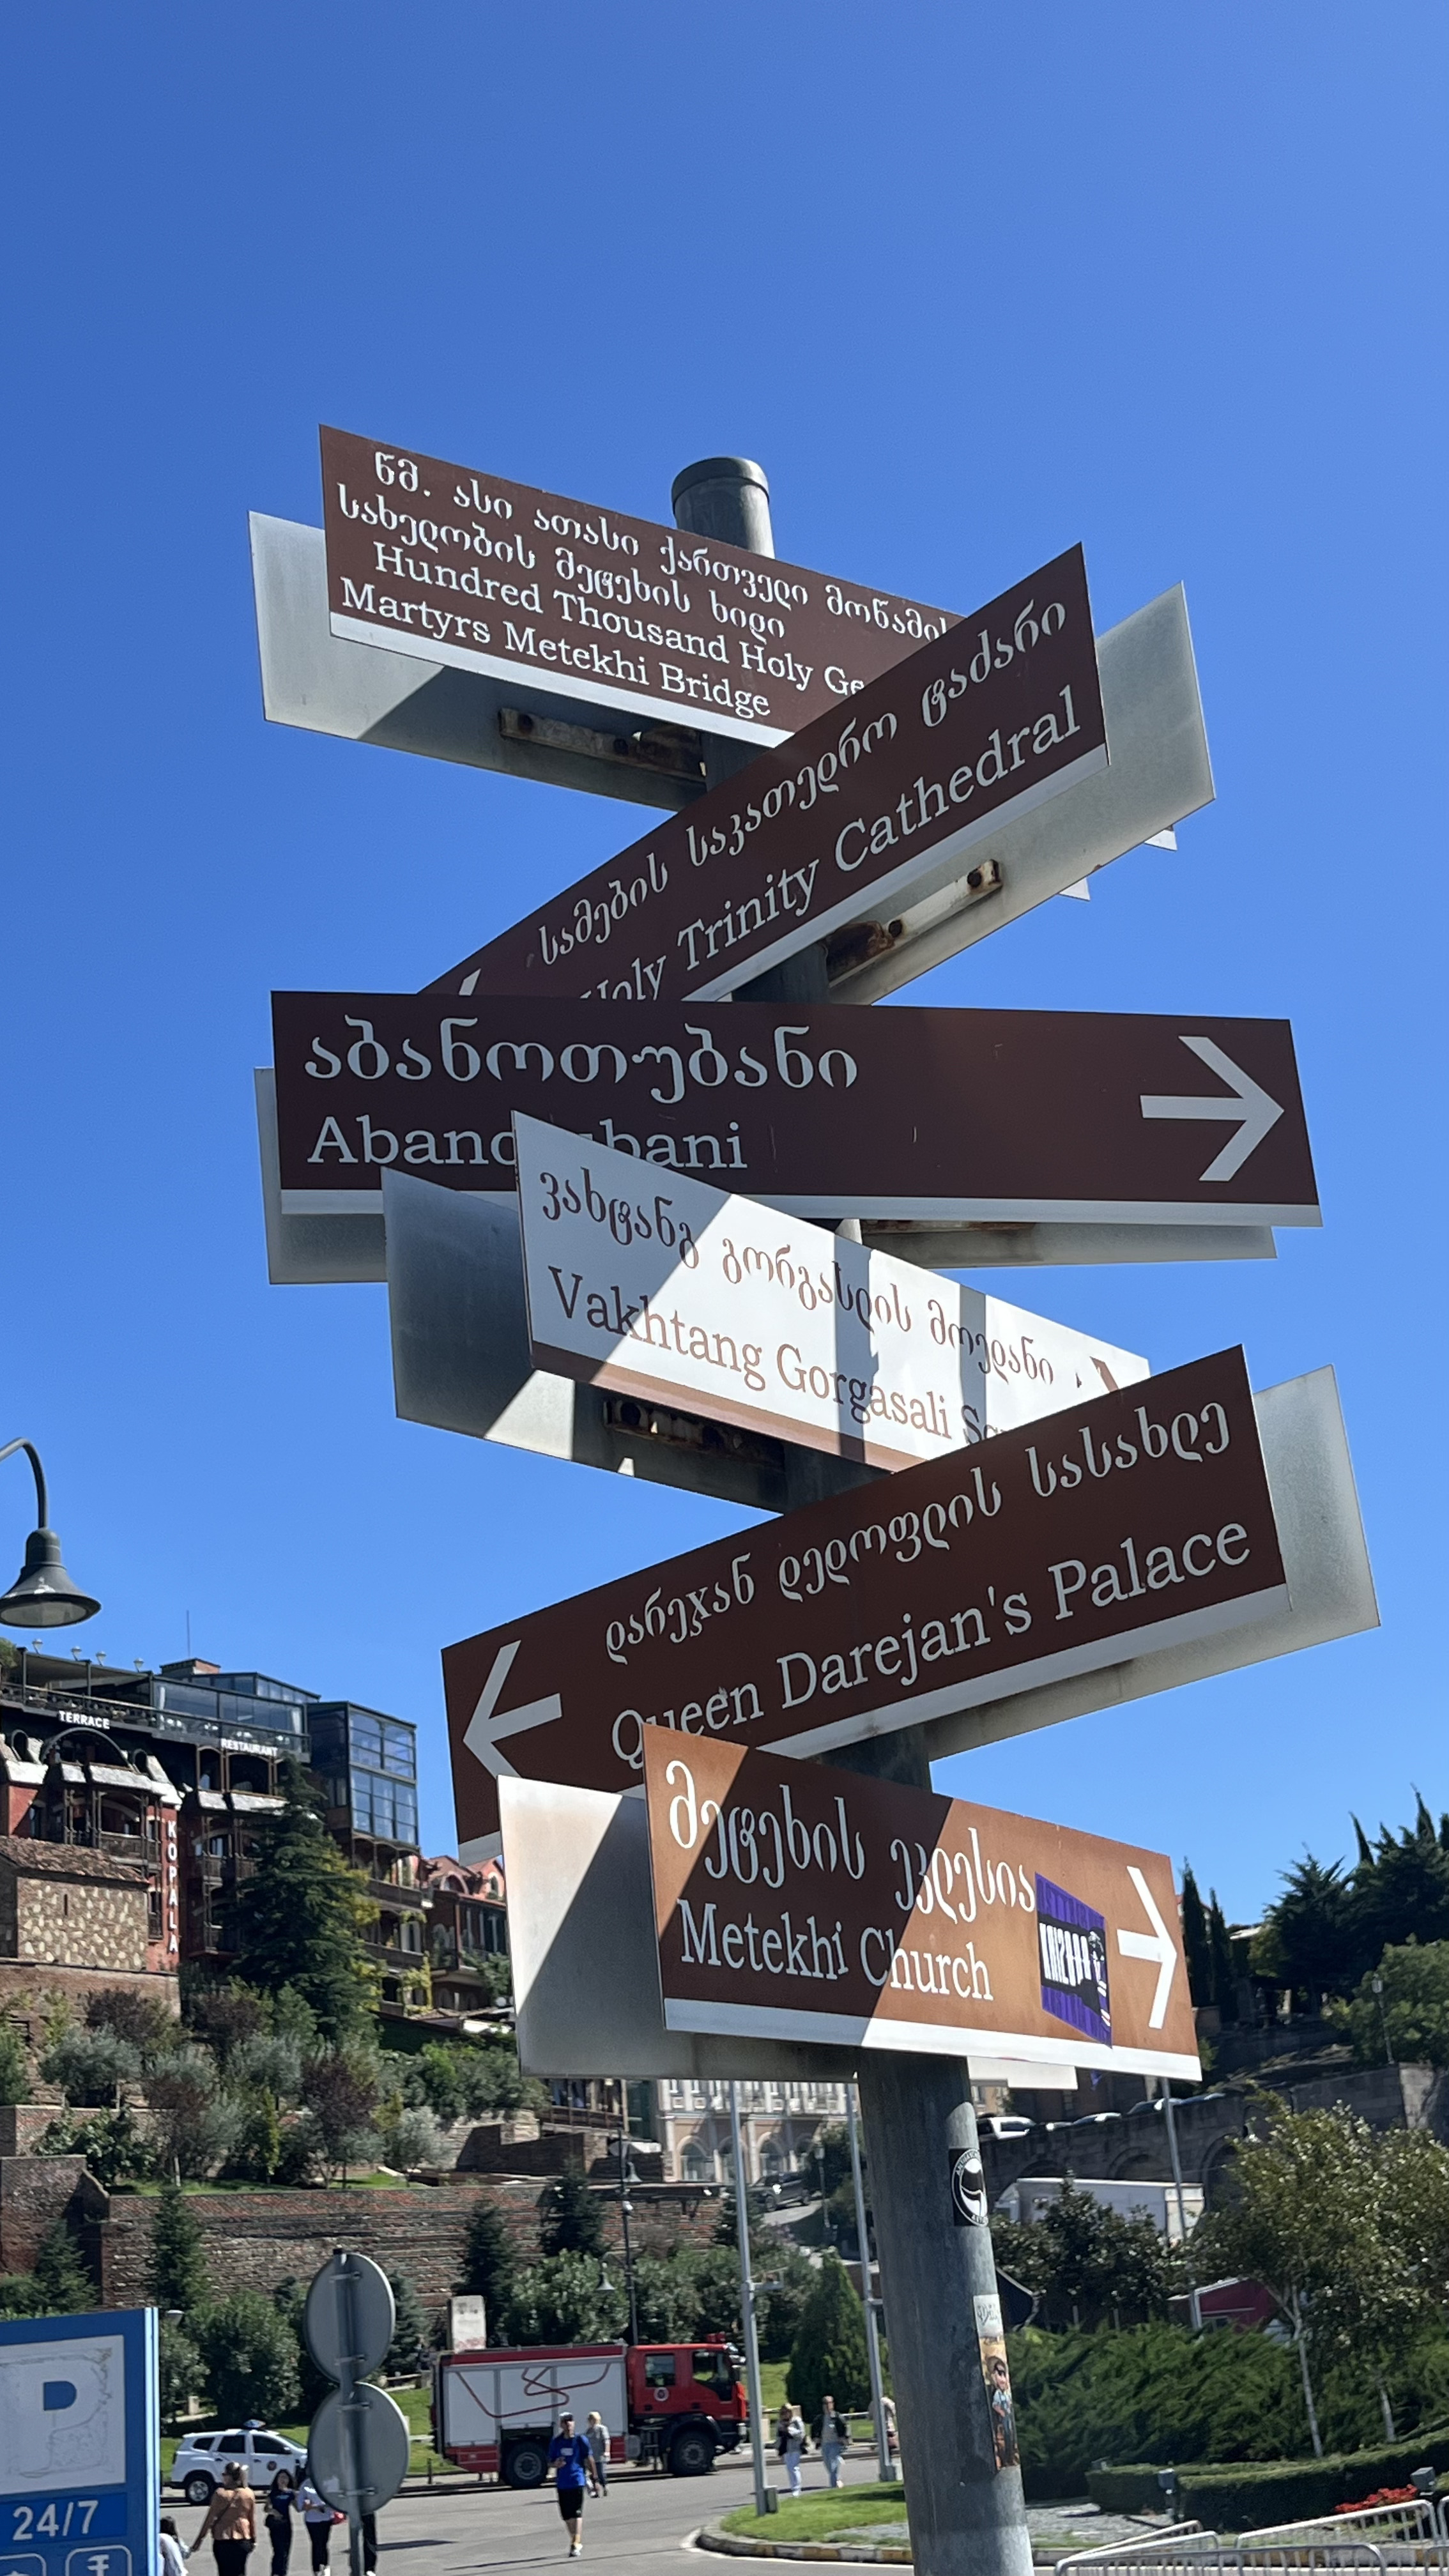 წმ. ასი ათასი ქართველი
სახელობის მეტეხის ხიდი
Hundred Thousand Holy
Martyrs Metekhi Bridge
სამების საკათედრო ტაძარი
Holy Trinity Cathedral
აბანოთუბანი
ვახტანგ გორგასლის მოედანი
Vakhtang Gorgasali
დარეჯან დედოფლის სასახლე
Queen Darejan's Palace
მეტეხის ეკლესია
Metekhi Church
TERRACE
RESTAURANT
KOPALA
P
24/7